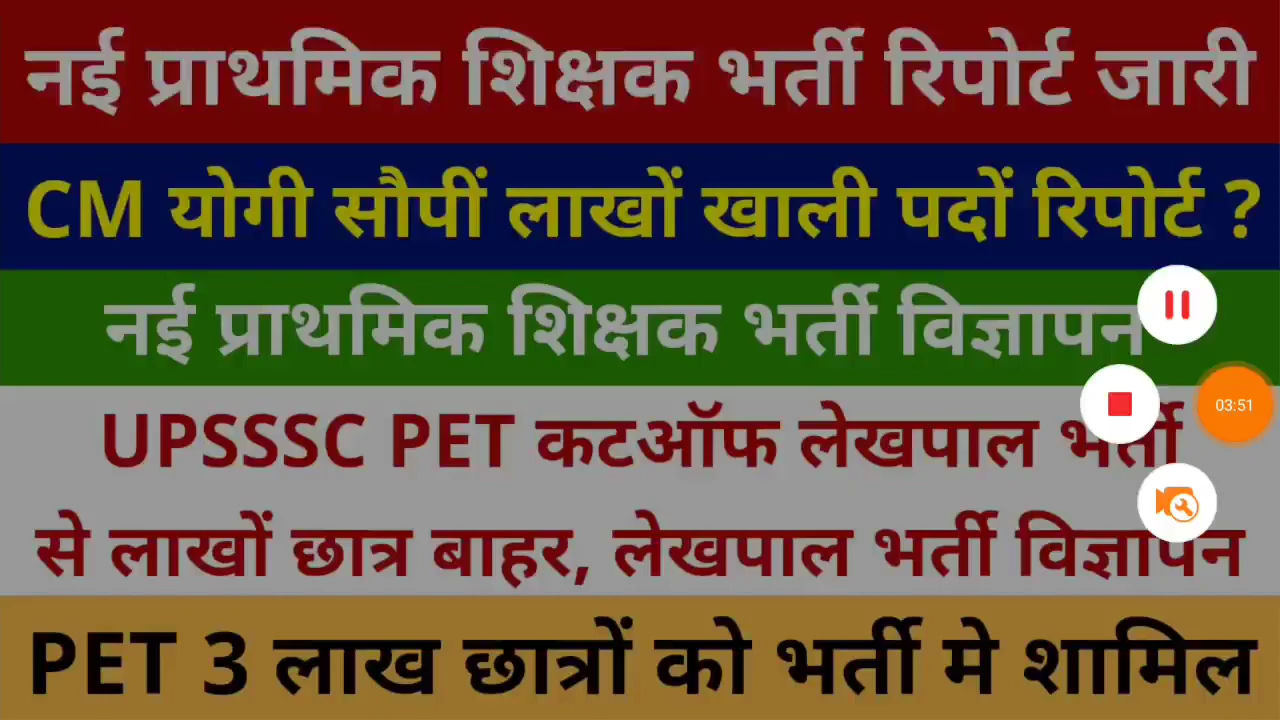 नई प्राथमिक शिक्षक भर्ती रिपोर्ट जारी
CM योगी सौपीं लाखों खाली पदों रिपोर्ट ?
नई प्राथमिक शिक्षक भर्ती विज्ञापन
UPSSSC PET कटऑफ लेखपाल भर्ती
03:51
से लाखों छात्र बाहर, लेखपाल भर्ती विज्ञापन
PET 3 लाख छात्रों को भर्ती मे शामिल